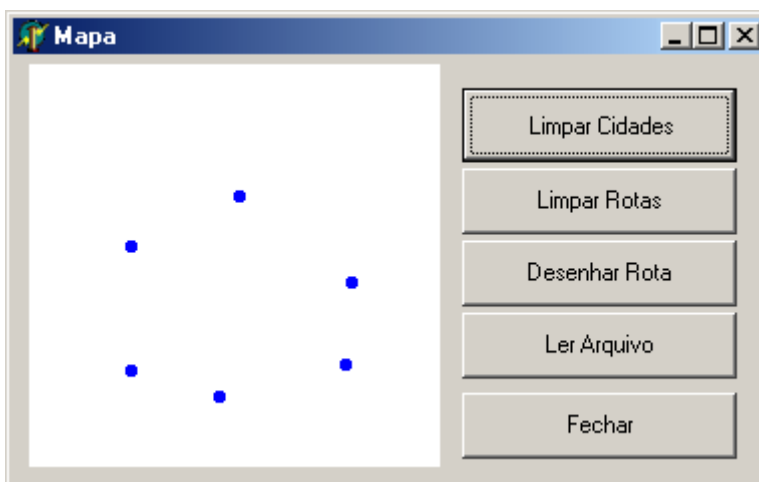 Mapa
Limpar Cidades
Limpar Rotas
Desenhar Rota
Ler Arquivo
Fechar